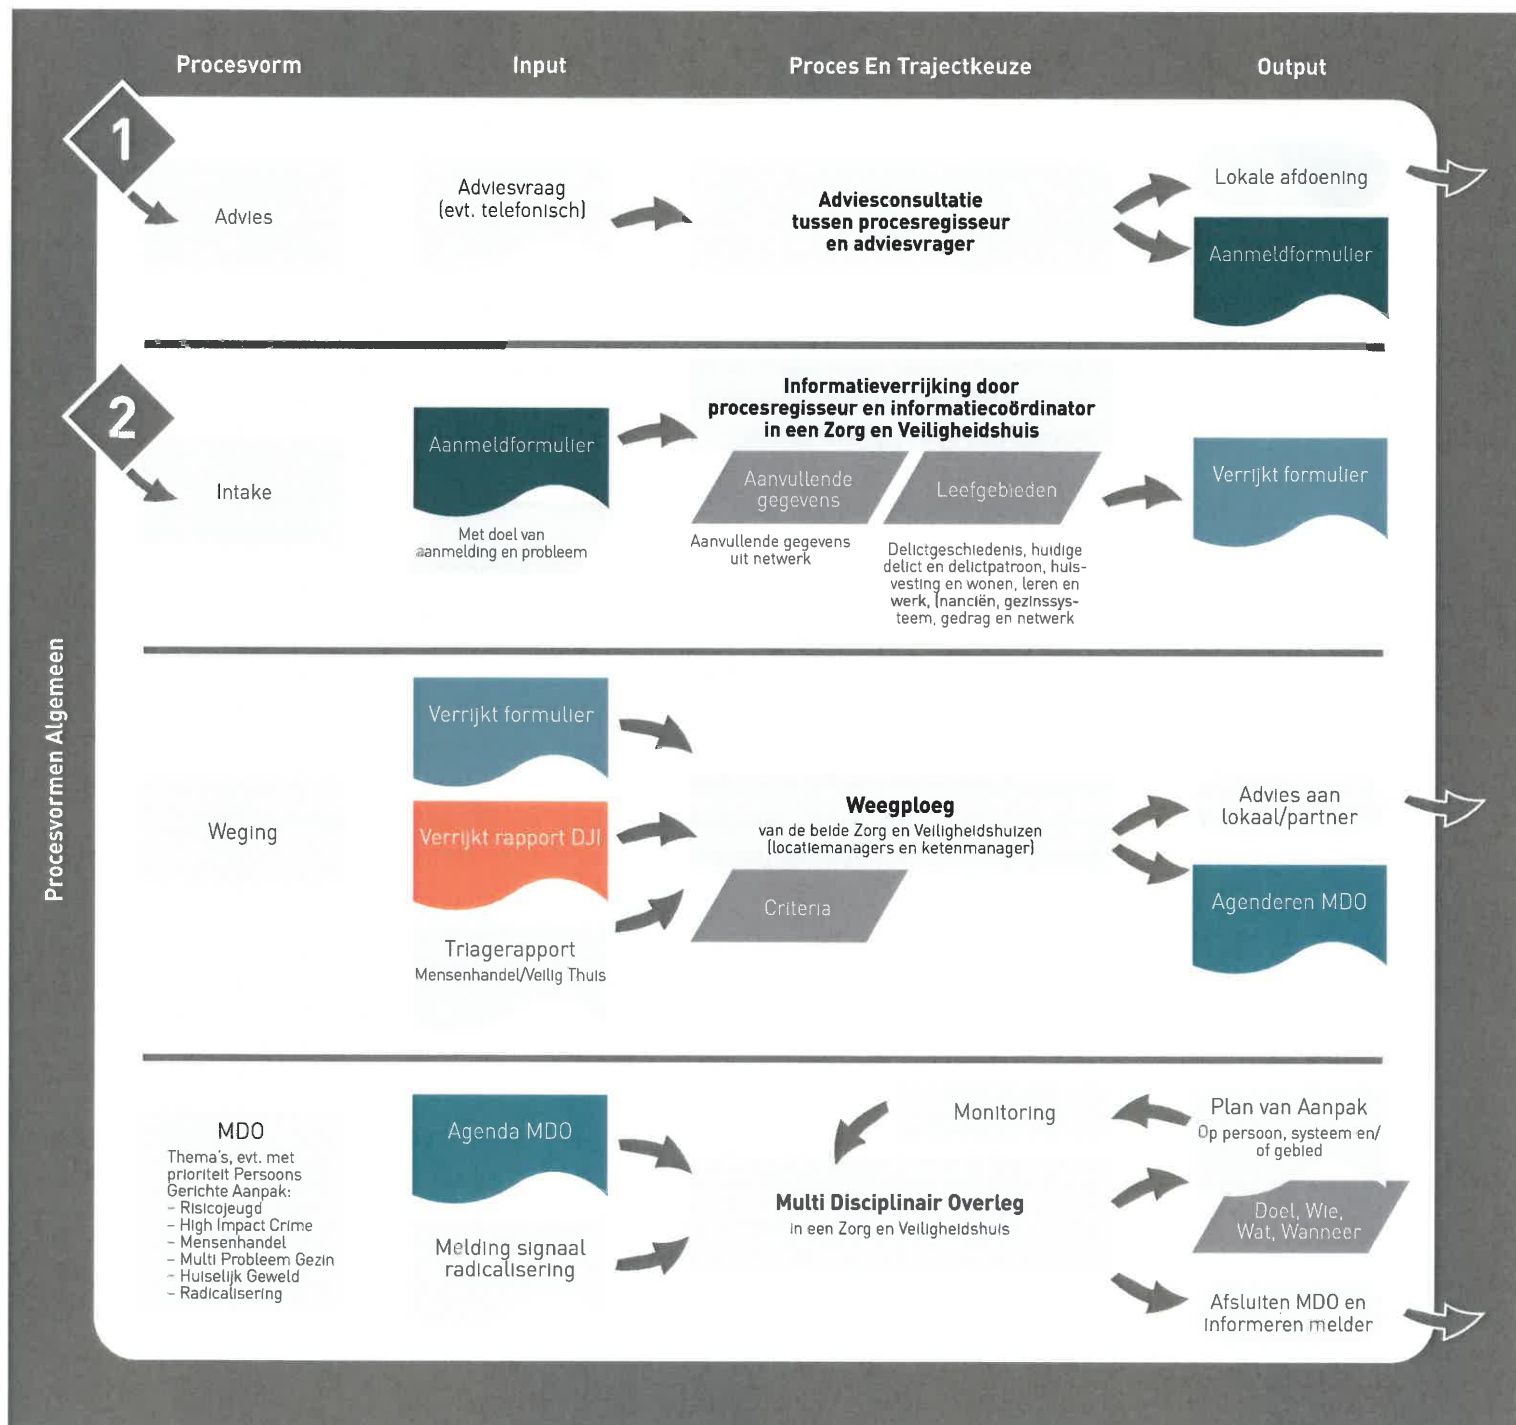 Procesvorm
Input
Proces En Trajectkeuze
Output
Procesvormen Algemeen
1
Advies
Adviesvraag
(evt. telefonisch)
Adviesconsultatie
tussen procesregisseur
en adviesvrager
Lokale afdoening
Aanmeldformulier
2
Intake
Aanmeldformulier
Met doel van
aanmelding en probleem
Informatieverrijking door
procesregisseur en informatiecoördinator
in een Zorg en Veiligheidshuis
Aanvullende
gegevens
Aanvullende gegevens
uit netwerk
Leefgebieden
Delictgeschiedenis, huidige
delict en delictpatroon, huis-
vesting en wonen, leren en
werk, inanciën, gezinssys-
teem, gedrag en netwerk
Verrijkt formulier
Weging
Verrijkt formulier
Verrijkt rapport DJI
Triagerapport
Mensenhandel/Veilig Thuis
Weegploeg
van de beide Zorg en Veiligheidshuizen
(locatiemanagers en ketenmanager)
Criteria
Advies aan
lokaal/partner
Agenderen MDO
MDO
Thema's, evt. met
prioriteit Persoons
Gerichte Aanpak:
– Risicojeugd
– High Impact Crime
– Mensenhandel
– Multi Probleem Gezin
– Huiselijk Geweld
– Radicalisering
Agenda MDO
Melding signaal
radicalisering
Monitoring
Multi Disciplinair Overleg
in een Zorg en Veiligheidshuis
Plan van Aanpak
Op persoon, systeem en/
of gebied
Doel, Wie,
Wat, Wanneer
Afsluiten MDO en
informeren melder